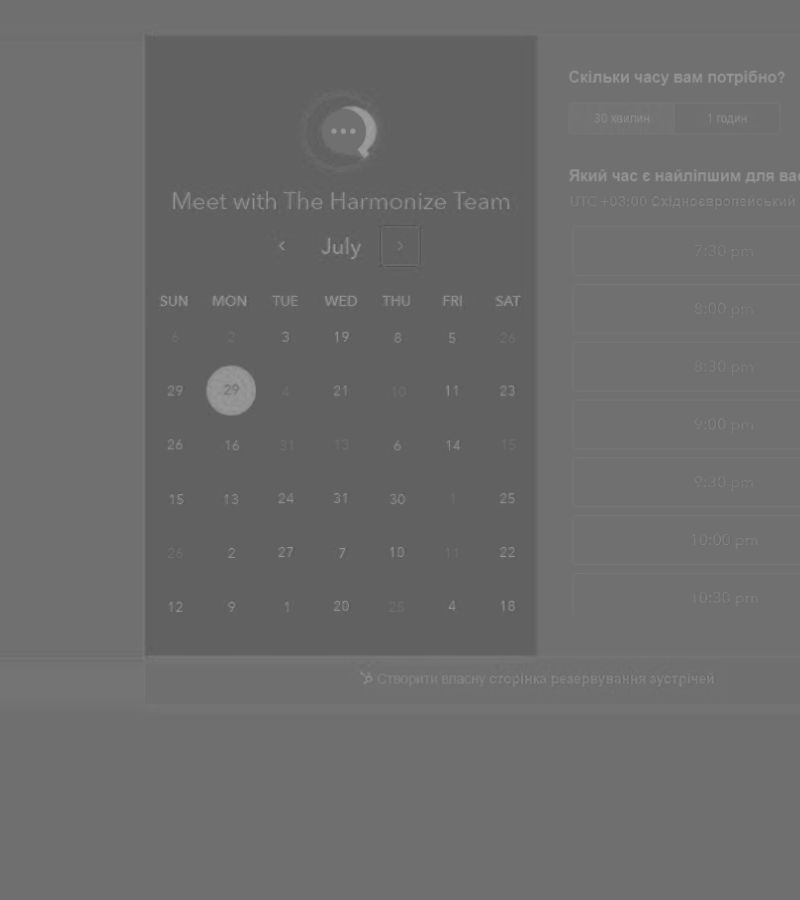 Meet with The Harmonize Team
July
SUN MON TUE WED THU FRI SAT
6 2 3 19 8 5 26
29 29 4 21 10 11 23
26 16 31 13 6 14 15
15 13 24 31 30 1 25
26 2 27 7 10 11 22
12 9 1 20 25 4 18
Скільки часу вам потрібно?
30 хвилин 1 годин
Який час є найліпшим для вас
UTC +03:00 Східноєвропейський
7:30 pm
8:00 pm
8:30 pm
9:00 pm
9:30 pm
10:00 pm
10:30 pm
Створити власну сторінка резервування зустрічей